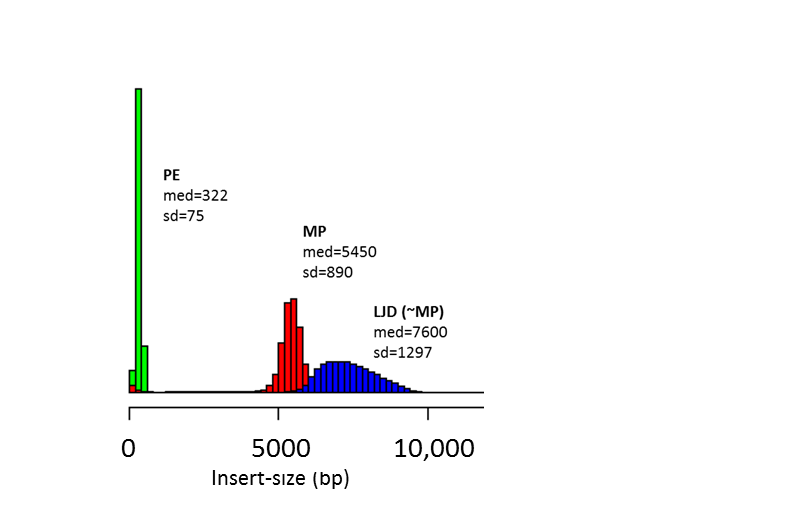 PE
med=322
sd=75
MP
med=5450
sd=890
LJD (~MP)
med=7600
sd=1297
0 5000 10,000
Insert-size (bp)